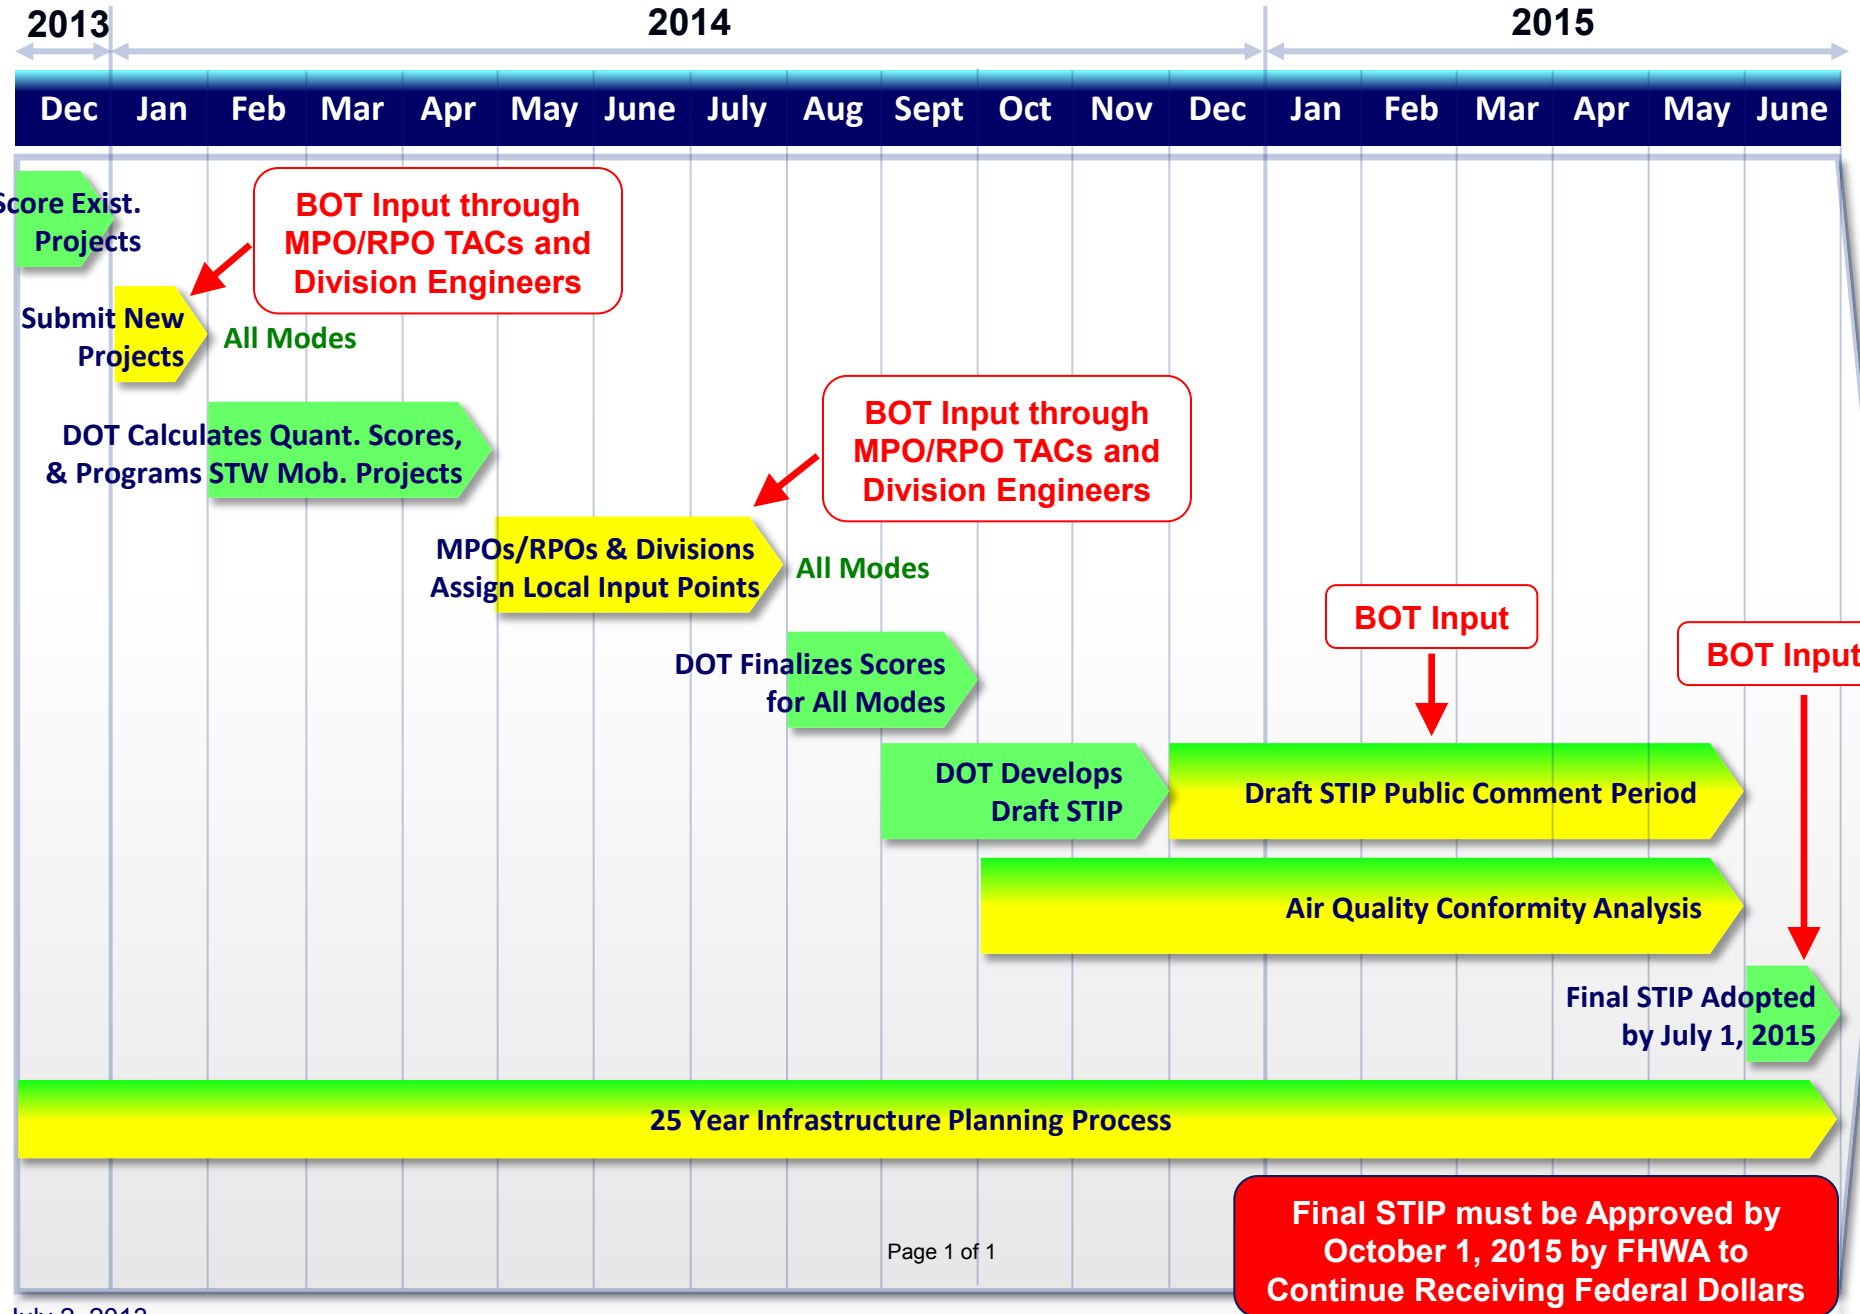 2013 2014 2015
Dec Jan Feb Mar Apr May June July Aug Sept Oct Nov Dec Jan Feb Mar Apr May June
Score Exist.
Projects
BOT Input through
MPO/RPO TACs and
Division Engineers
Submit New
Projects
All Modes
DOT Calculates Quant. Scores,
& Programs STW Mob. Projects
BOT Input through
MPO/RPO TACs and
Division Engineers
MPOs/RPOs & Divisions
Assign Local Input Points
All Modes
BOT Input
BOT Input
DOT Finalizes Scores
for All Modes
DOT Develops
Draft STIP
Draft STIP Public Comment Period
Air Quality Conformity Analysis
Final STIP Adopted
by July 1, 2015
25 Year Infrastructure Planning Process
Final STIP must be Approved by
October 1, 2015 by FHWA to
Continue Receiving Federal Dollars
Page 1 of 1
July 2, 2013